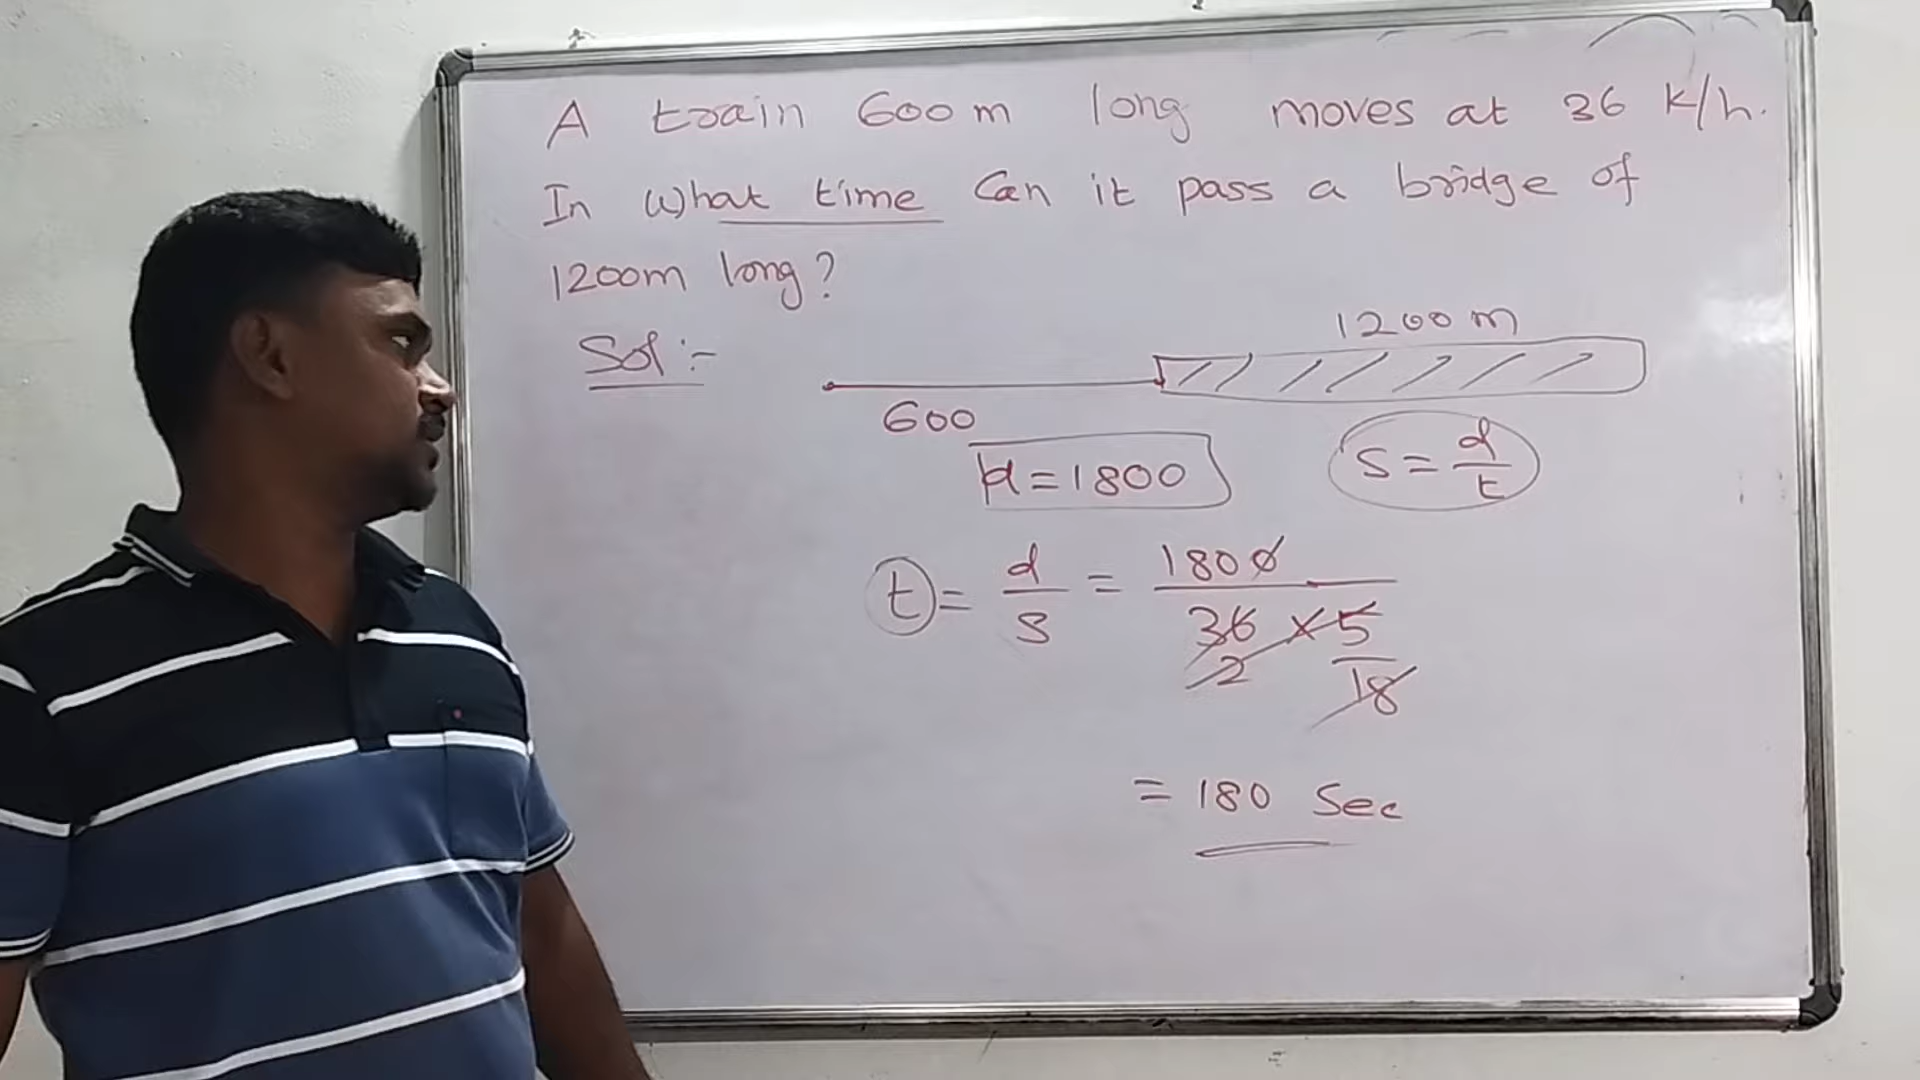 A train 600 m long moves at 36 K/h.
In what time Can it pass a bridge of
1200m long?
Sol :-
1200 m
600
d = 1800
S = d/t
t = d/S = 1800/(36 × 5/18)
2
= 180 Sec